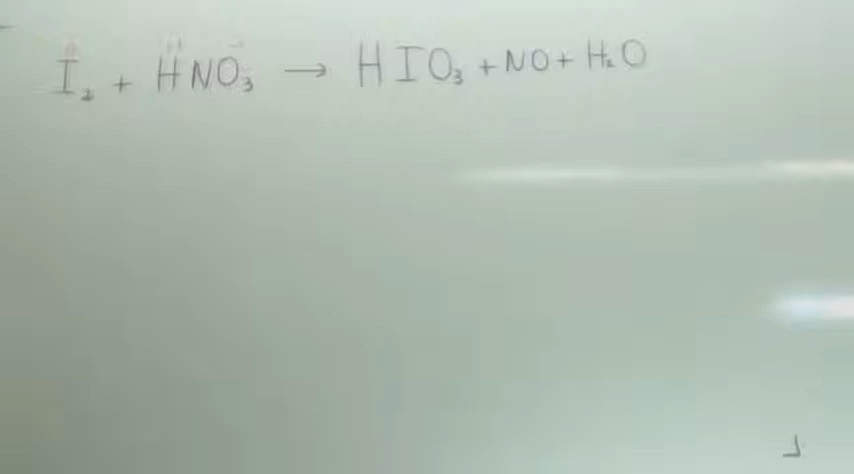 I₂ + HNO₃ → HIO₃ + NO + H₂O